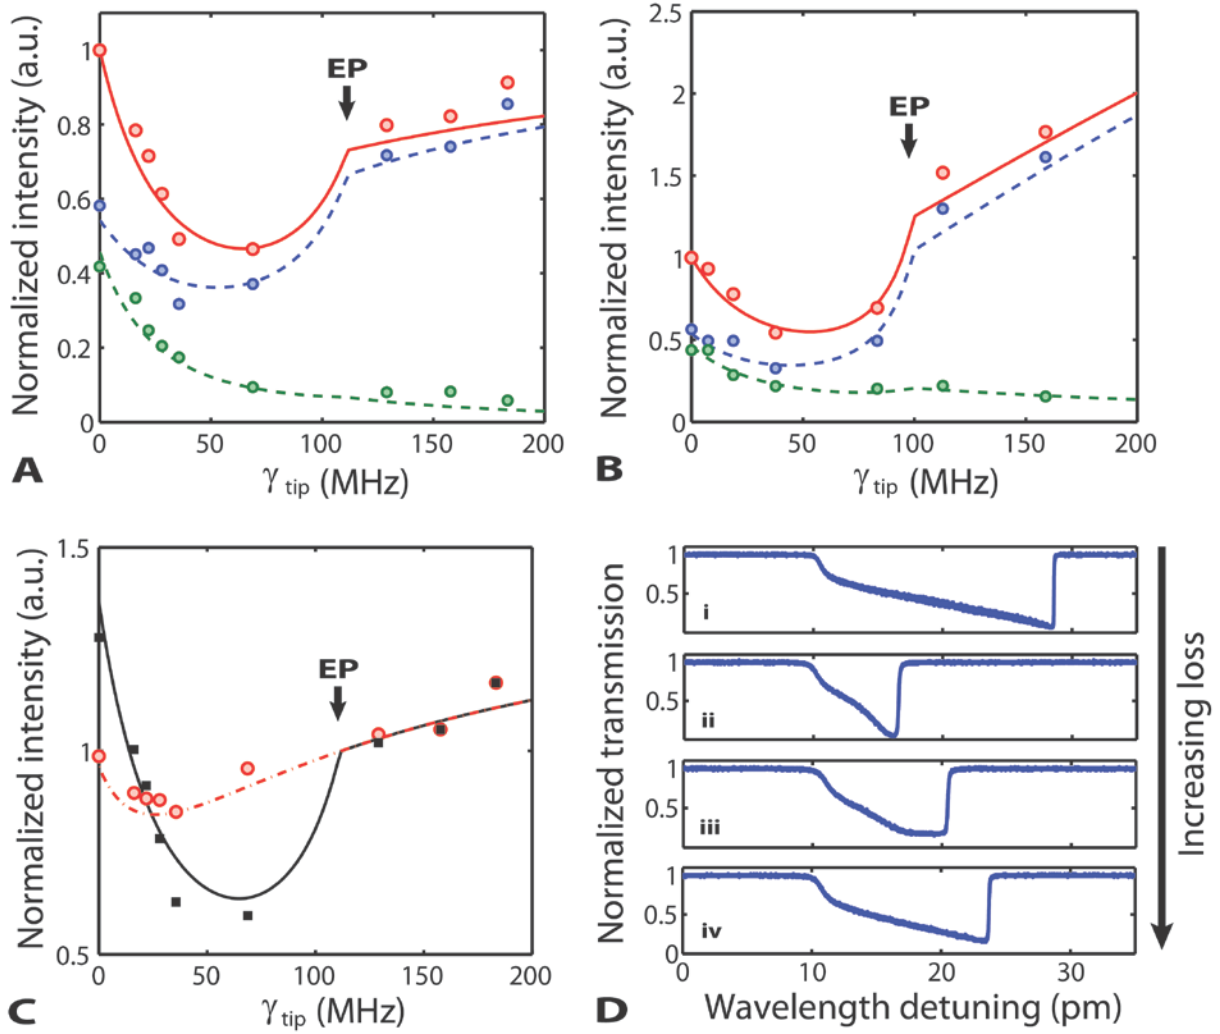 Normalized intensity (a.u.)
1
0.8
0.6
0.4
0.2
0
EP
0 50 100 150 200
γ tip (MHz)
A
Normalized intensity (a.u.)
2.5
2
1.5
1
0.5
0
EP
0 50 100 150 200
γ tip (MHz)
B
Normalized intensity (a.u.)
1.5
1
0.5
EP
0 50 100 150 200
γ tip (MHz)
C
Normalized transmission
1
0.5
i
0.5
ii
0.5
iii
1
0.5
0
iv
0 10 20 30
Wavelength detuning (pm)
D
Increasing loss